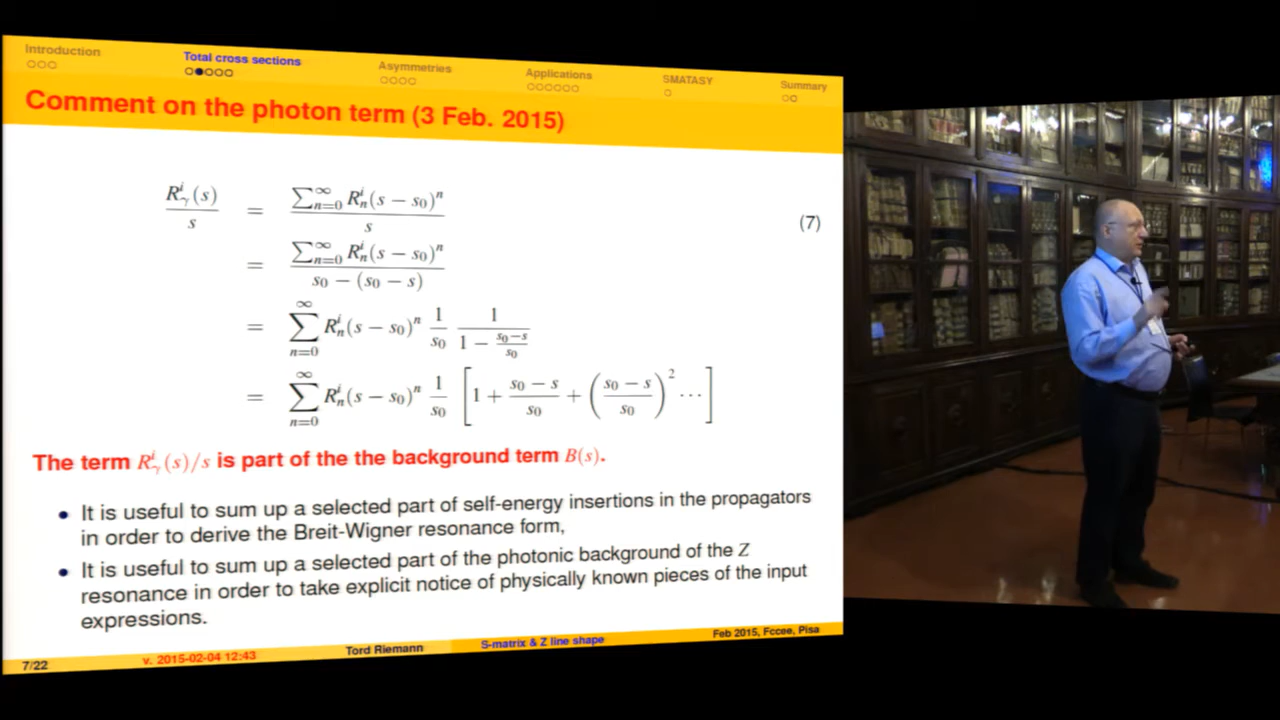 Introduction Total cross sections Asymmetries Applications SMATASY Summary
Comment on the photon term (3 Feb. 2015)
R^i_γ(s)/s = ∑_{n=0}^∞ R^i_n(s − s_0)^n / s (7)
= ∑_{n=0}^∞ R^i_n(s − s_0)^n / s_0 − (s_0 − s)
= ∑_{n=0}^∞ R^i_n(s − s_0)^n 1/s_0 1/(1 − (s_0−s)/s_0)
= ∑_{n=0}^∞ R^i_n(s − s_0)^n 1/s_0 [1 + (s_0 − s)/s_0 + ((s_0 − s)/s_0)^2 ⋯]
The term R^i_γ(s)/s is part of the the background term B(s).
• It is useful to sum up a selected part of self-energy insertions in the propagators
in order to derive the Breit-Wigner resonance form,
• It is useful to sum up a selected part of the photonic background of the Z
resonance in order to take explicit notice of physically known pieces of the input
expressions.
7/22 v. 2015-02-04 12:43 Tord Riemann S-matrix & Z line shape Feb 2015, Fccee, Pisa